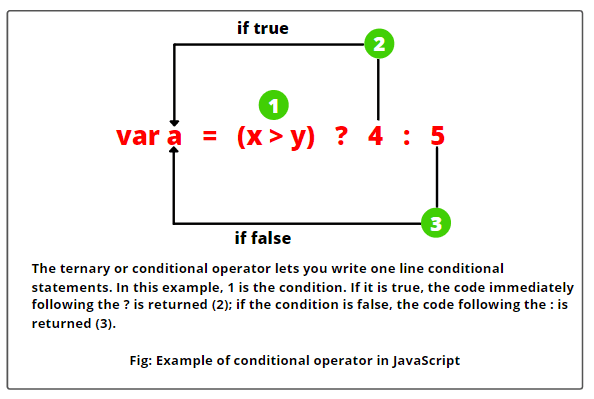 if true
2
1
var a = (x > y) ? 4 : 5
3
if false
The ternary or conditional operator lets you write one line conditional
statements. In this example, 1 is the condition. If it is true, the code immediately
following the ? is returned (2); if the condition is false, the code following the : is
returned (3).
Fig: Example of conditional operator in JavaScript